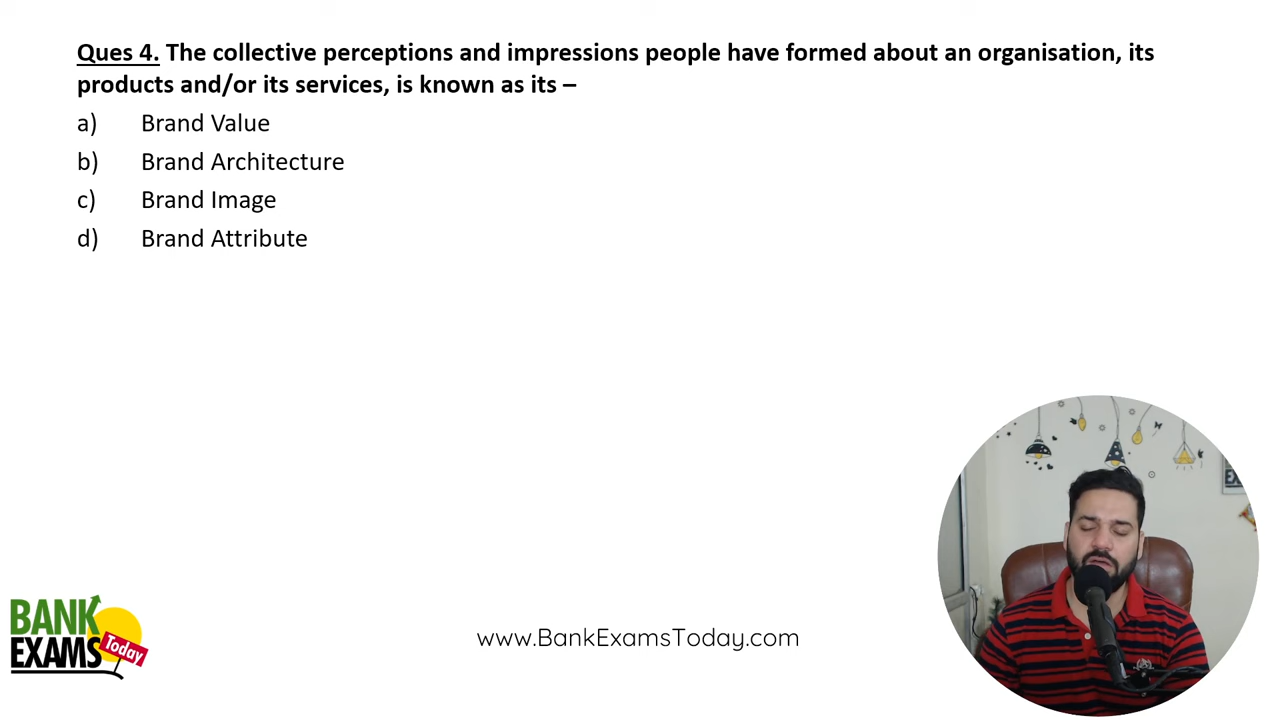 Ques 4. The collective perceptions and impressions people have formed about an organisation, its
products and/or its services, is known as its –
a) Brand Value
b) Brand Architecture
c) Brand Image
d) Brand Attribute
BANK
EXAMS
Today
www.BankExamsToday.com